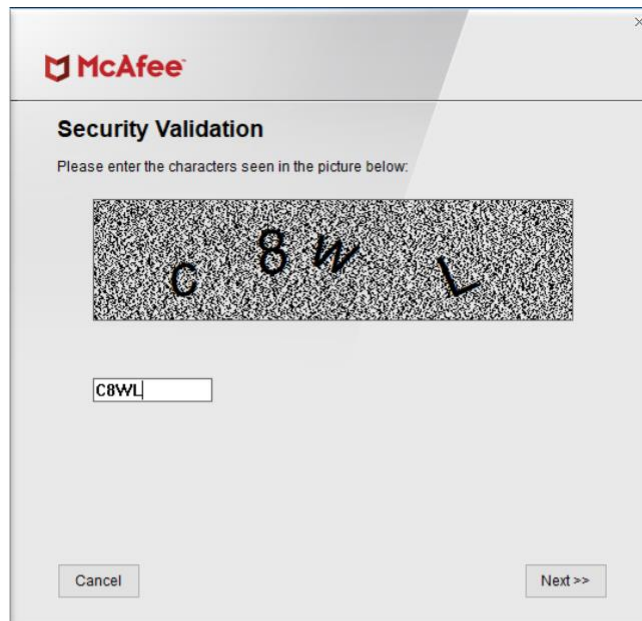 McAfee
Security Validation
Please enter the characters seen in the picture below:
C 8 W L
C8WL
Cancel
Next >>